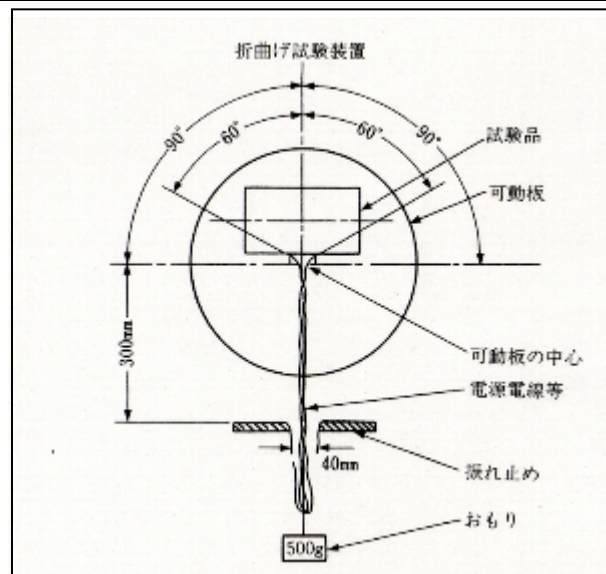 折曲げ試験装置
90°
60°
60°
90°
試験品
可動板
300mm
可動板の中心
電源電線等
40mm
振れ止め
おもり
500g